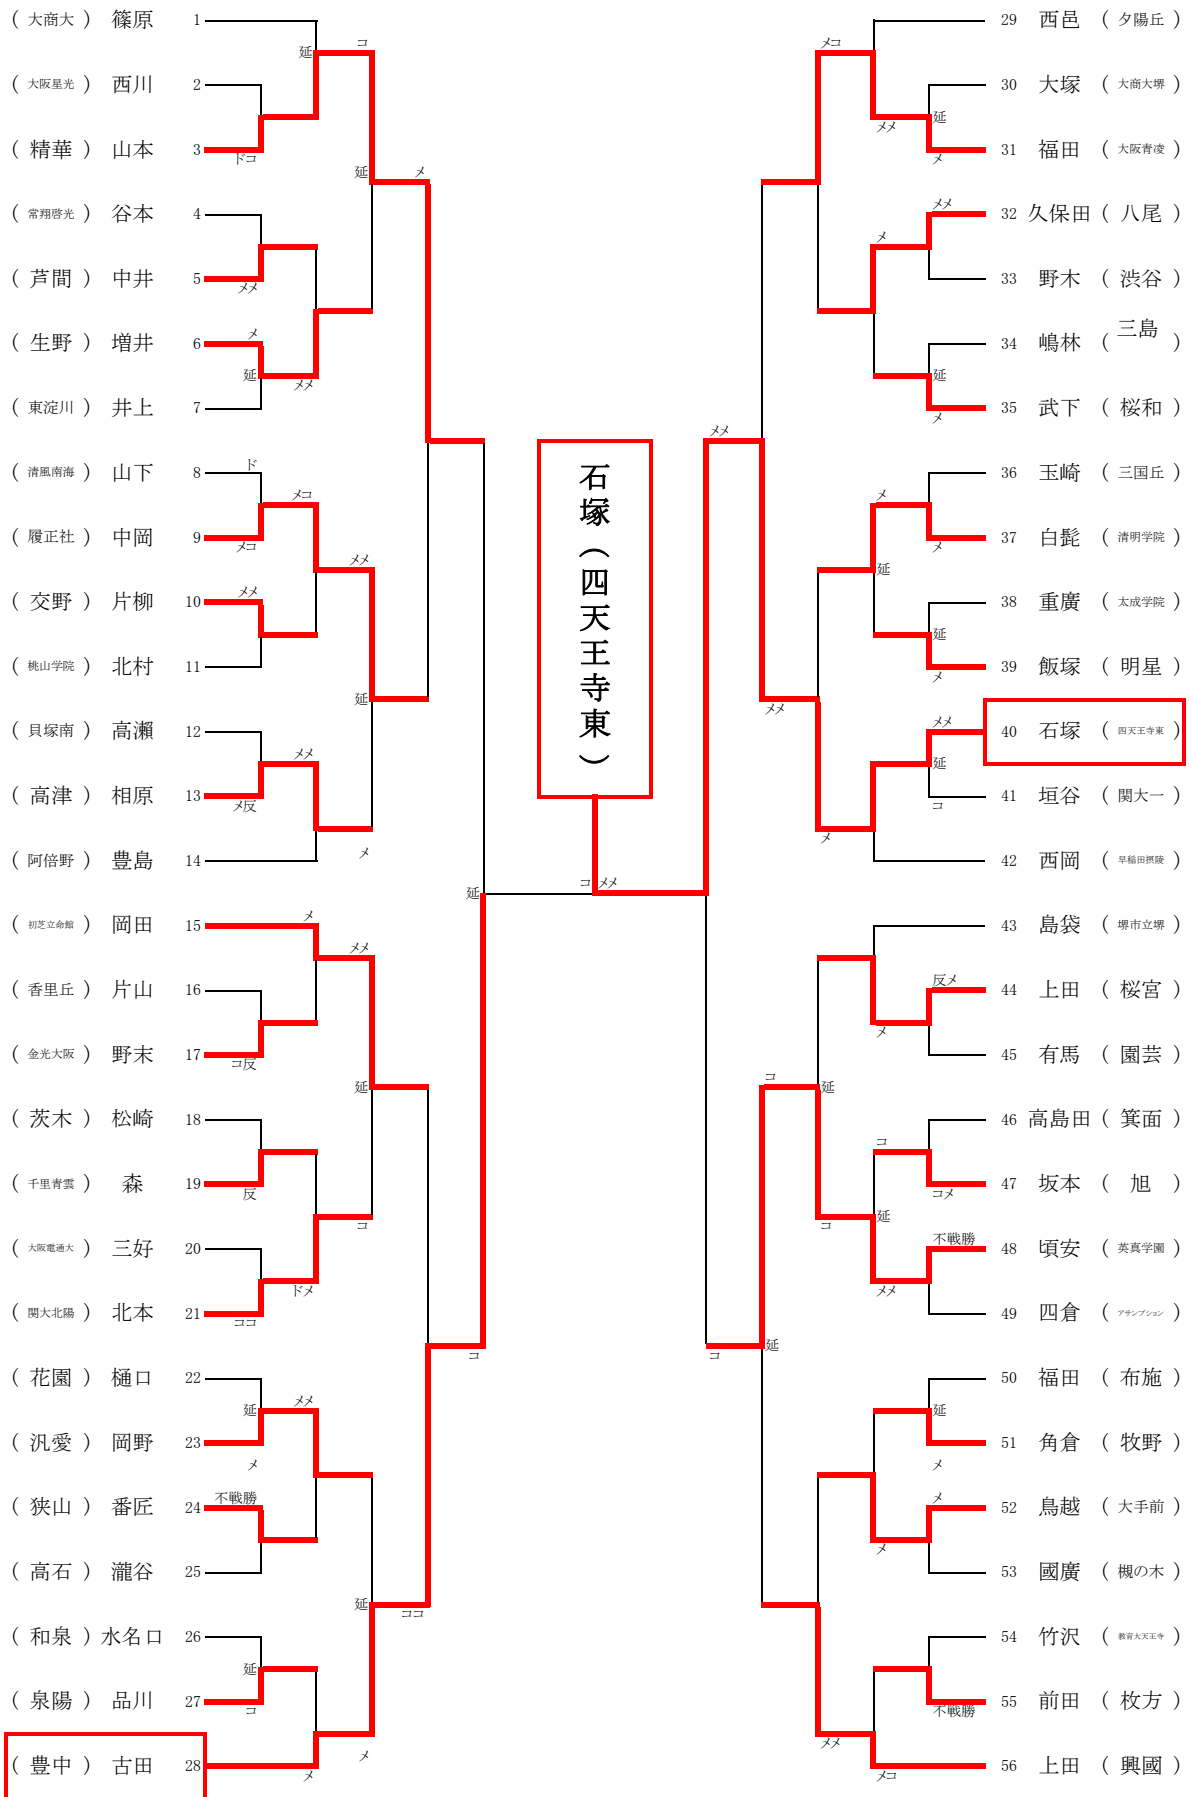 (大商大) 篠原 1
(大阪星光) 西川 2
(精華) 山本 3
(常翔啓光) 谷本 4
(芦間) 中井 5
(生野) 増井 6
(東淀川) 井上 7
(清風南海) 山下 8
(履正社) 中岡 9
(交野) 片柳 10
(桃山学院) 北村 11
(貝塚南) 高瀬 12
(高津) 相原 13
(阿倍野) 豊島 14
(初芝立命館) 岡田 15
(香里丘) 片山 16
(金光大阪) 野末 17
(茨木) 松崎 18
(千里青雲) 森 19
(大阪電通大) 三好 20
(関大北陽) 北本 21
(花園) 樋口 22
(汎愛) 岡野 23
(狭山) 番匠 24
(高石) 瀧谷 25
(和泉) 水名口 26
(泉陽) 品川 27
(豊中) 古田 28
延
コ
ドコ
延
メ
メメ
メ
延
メメ
ド
メコ
メコ
メメ
メメ
延
メメ
メ反
メ
メ
メメ
コ反
延
反
コ
ドメ
ココ
延
メメ
メ
不戦勝
延
ココ
延
コ
メ
メ
延
コ
石塚(四天王寺東)
コ
メメ
29 西邑 (夕陽丘)
30 大塚 (大商大堺)
31 福田 (大阪青凌)
32 久保田 (八尾)
33 野木 (渋谷)
34 嶋林 (三島)
35 武下 (桜和)
36 玉崎 (三国丘)
37 白髭 (清明学院)
38 重廣 (太成学院)
39 飯塚 (明星)
40 石塚 (四天王寺東)
41 垣谷 (関大一)
42 西岡 (早稲田摂陵)
43 島袋 (堺市立堺)
44 上田 (桜宮)
45 有馬 (園芸)
46 高島田 (箕面)
47 坂本 (旭)
48 頃安 (英真学園)
49 四倉 (アサンプション)
50 福田 (布施)
51 角倉 (牧野)
52 鳥越 (大手前)
53 國廣 (槻の木)
54 竹沢 (教育大天王寺)
55 前田 (枚方)
56 上田 (興國)
メコ
延
メメ
メ
メメ
メ
延
メ
メメ
メ
メ
延
延
メ
メメ
メメ
延
コ
メ
反メ
メ
コ
延
コ
コメ
コ
延
不戦勝
メメ
延
コ
延
メ
メ
メ
不戦勝
メメ
メコ